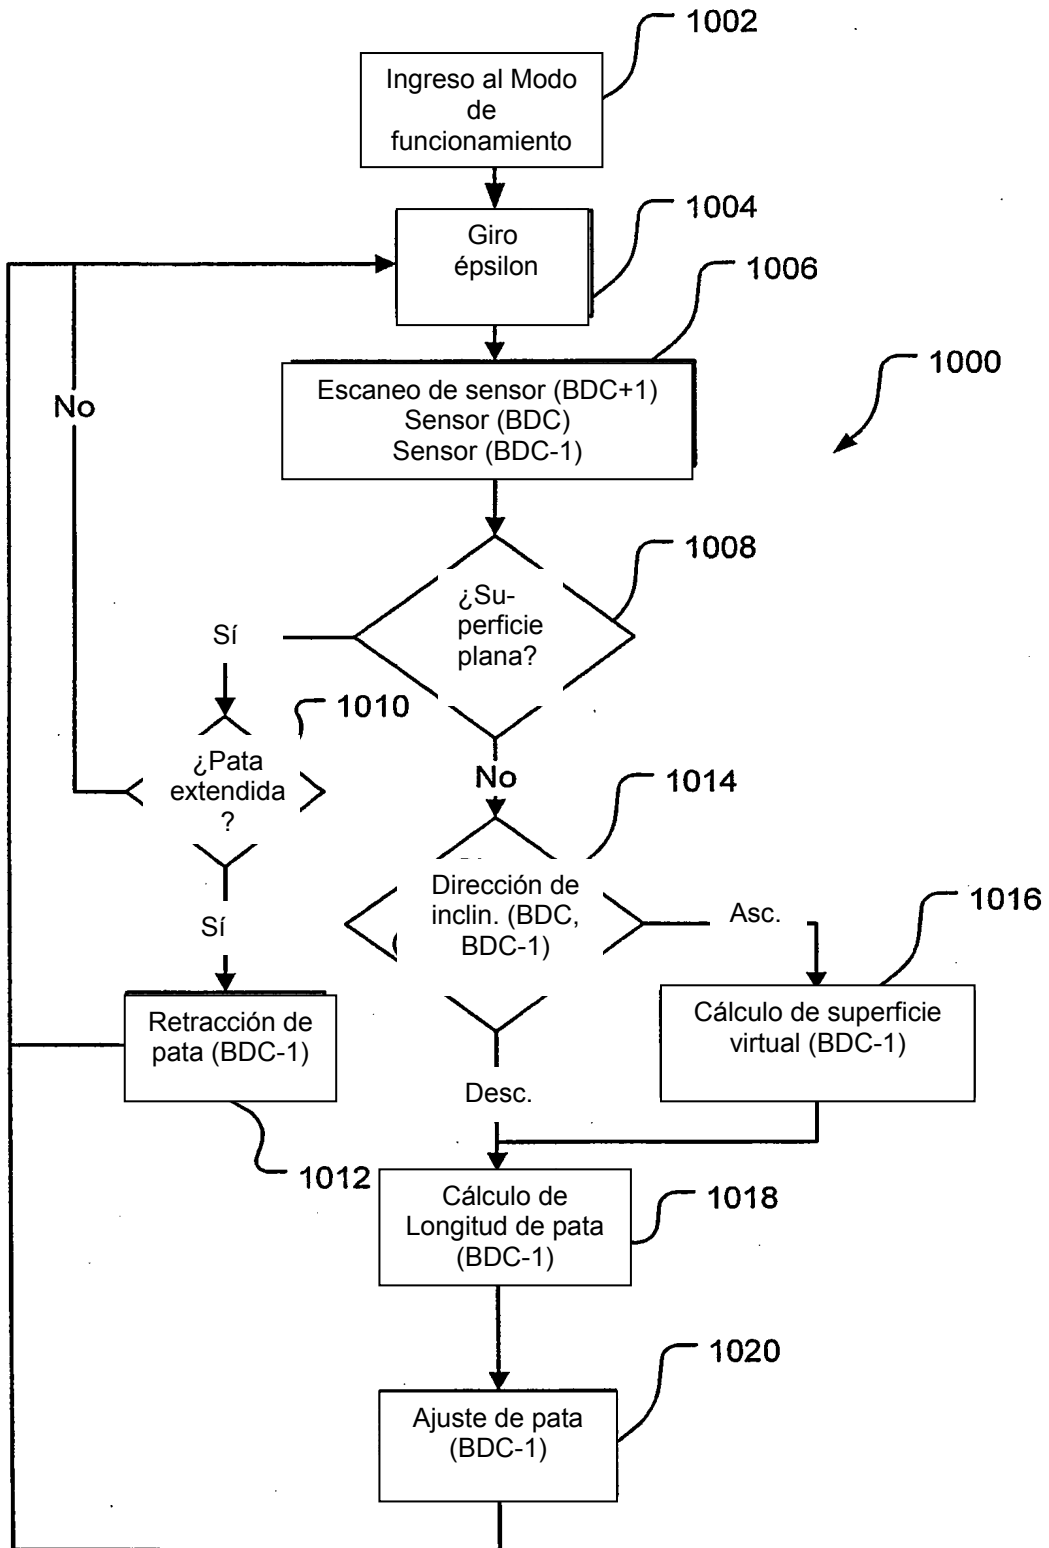 1002
Ingreso al Modo
de
funcionamiento
1004
Giro
épsilon
1006
1000
No
Escaneo de sensor (BDC+1)
Sensor (BDC)
Sensor (BDC-1)
1008
¿Su-
perficie
plana?
Sí
1010
¿Pata
extendida
?
No
1014
Dirección de
inclin. (BDC,
BDC-1)
Asc.
1016
Sí
Retracción de
pata (BDC-1)
Cálculo de superficie
virtual (BDC-1)
Desc.
1012
Cálculo de
Longitud de pata
(BDC-1)
1018
1020
Ajuste de pata
(BDC-1)